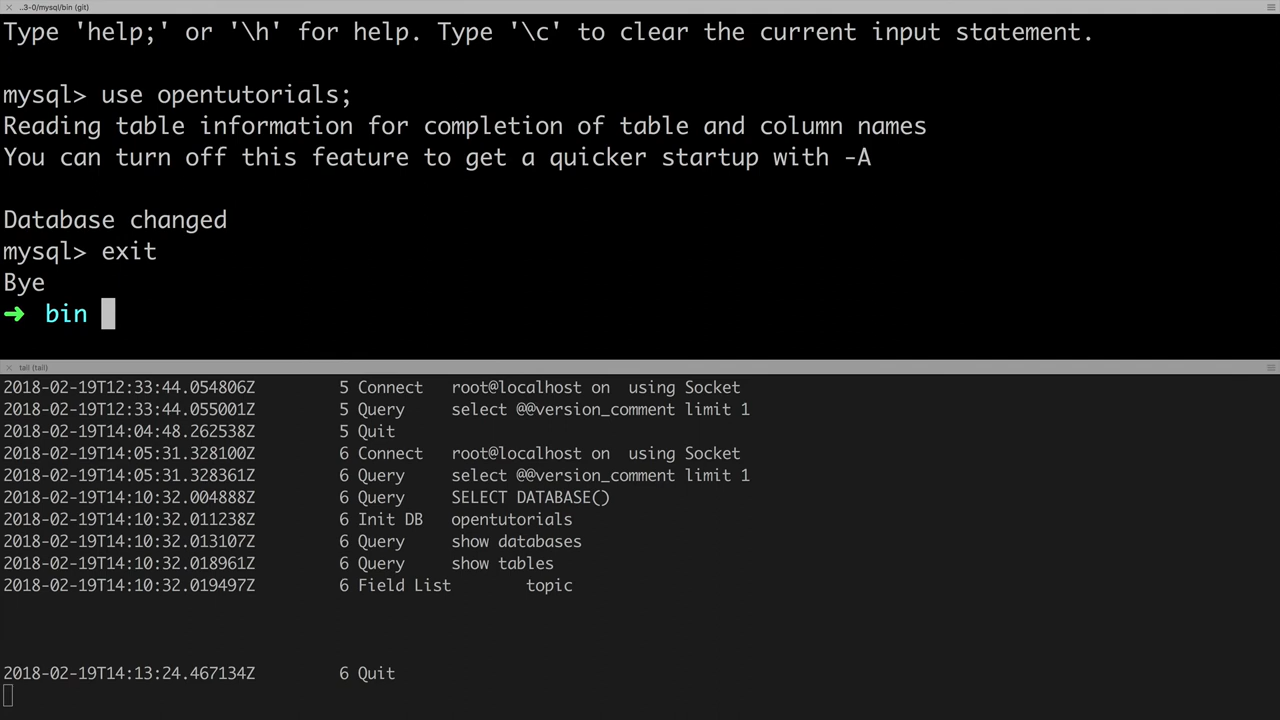 ..3-0/mysql/bin (git)
Type 'help;' or '\h' for help. Type '\c' to clear the current input statement.
mysql> use opentutorials;
Reading table information for completion of table and column names
You can turn off this feature to get a quicker startup with -A
Database changed
mysql> exit
Bye
➜ bin
tail (tail)
2018-02-19T12:33:44.054806Z 5 Connect root@localhost on using Socket
2018-02-19T12:33:44.055001Z 5 Query select @@version_comment limit 1
2018-02-19T14:04:48.262538Z 5 Quit
2018-02-19T14:05:31.328100Z 6 Connect root@localhost on using Socket
2018-02-19T14:05:31.328361Z 6 Query select @@version_comment limit 1
2018-02-19T14:10:32.004888Z 6 Query SELECT DATABASE()
2018-02-19T14:10:32.011238Z 6 Init DB opentutorials
2018-02-19T14:10:32.013107Z 6 Query show databases
2018-02-19T14:10:32.018961Z 6 Query show tables
2018-02-19T14:10:32.019497Z 6 Field List topic
2018-02-19T14:13:24.467134Z 6 Quit